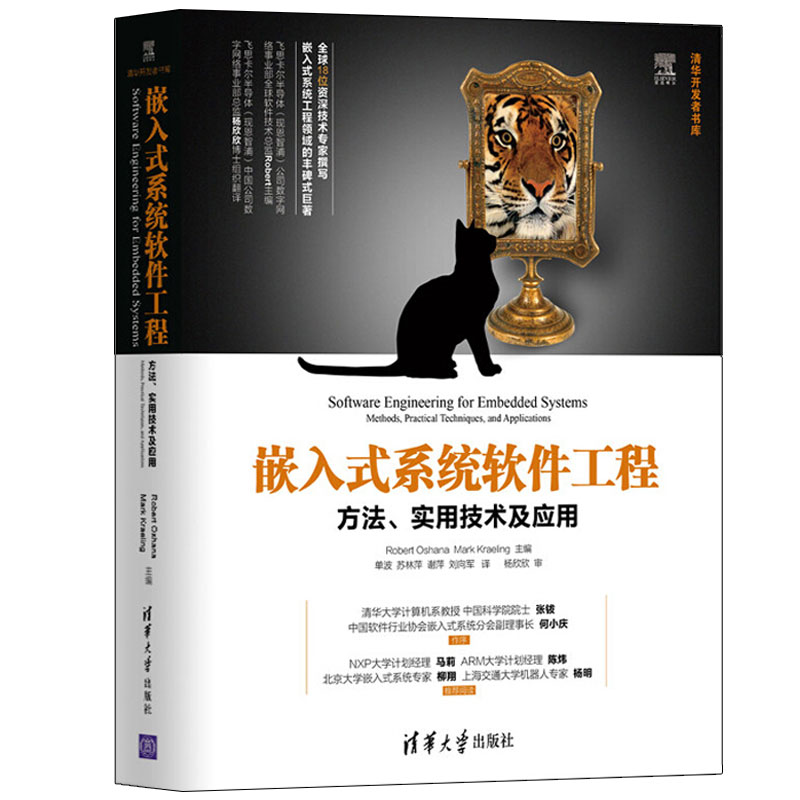 清华开发者书库
嵌入式系统软件工程
Software Engineering for Embedded Systems
方法、实用技术及应用
Methods, Practical Techniques, and Applications
Robert Oshana
Mark Kraeling
主编
清华大学出版社
清华开发者书库
ELSEVIER
全球18位资深技术专家撰写
嵌入式系统工程领域的丰碑式巨著
飞思卡尔半导体（现恩智浦）公司数字网
络事业部全球软件技术总监Robert主编
飞思卡尔半导体（现恩智浦）中国公司数
字网络事业部总监杨欣欣博士组织翻译
Software Engineering for Embedded Systems
Methods, Practical Techniques, and Applications
嵌入式系统软件工程
方法、实用技术及应用
Robert Oshana Mark Kraeling 主编
单波 苏林萍 谢萍 刘向军 译 杨欣欣 审
清华大学计算机系教授 中国科学院院士 张钹
中国软件行业协会嵌入式系统分会副理事长 何小庆
作序
NXP大学计划经理 马莉 ARM大学计划经理 陈炜
北京大学嵌入式系统专家 柳翔 上海交通大学机器人专家 杨明
推荐阅读
清华大学出版社